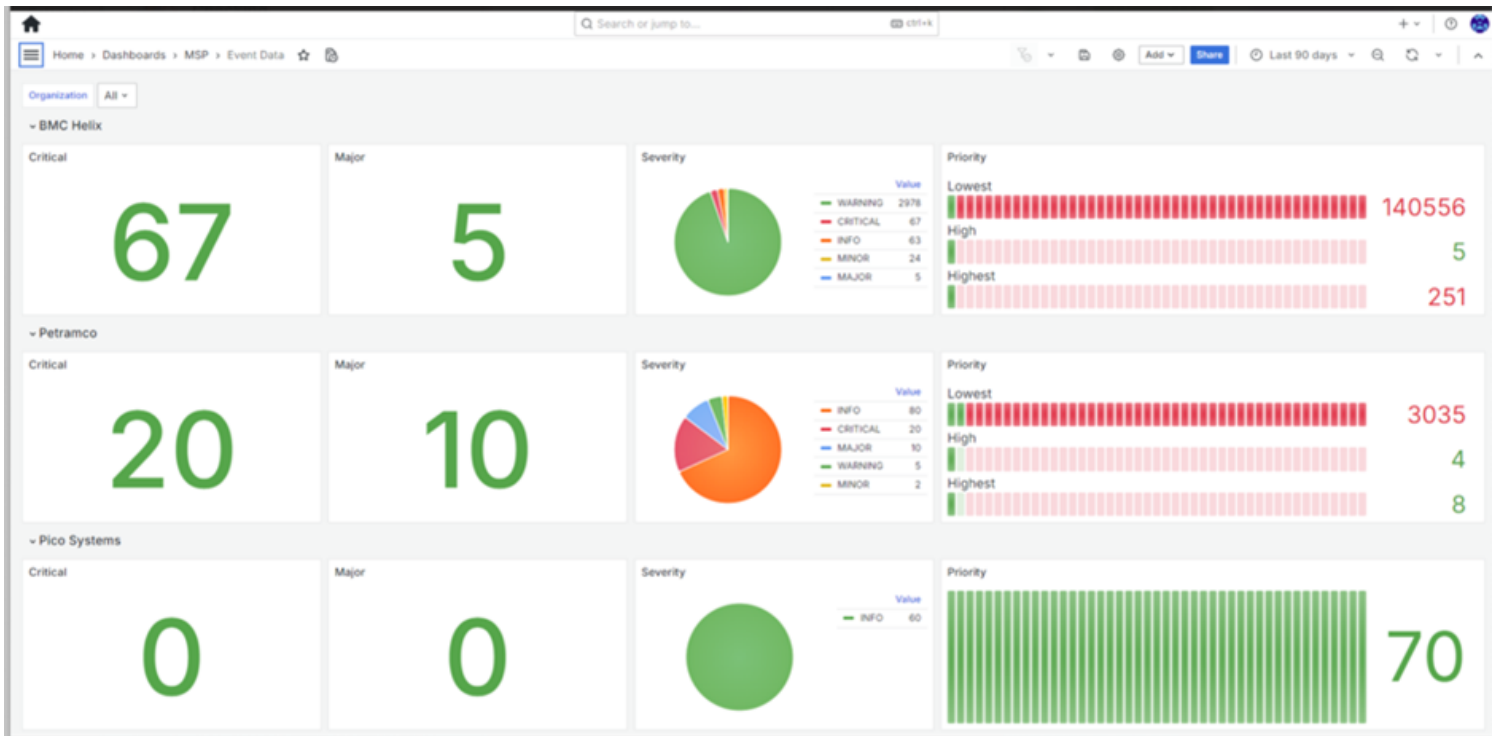 Search or jump to... ctrl+k
Home › Dashboards › MSP › Event Data Add Share Last 90 days
Organization All
BMC Helix
Critical Major Severity Priority
67
5
Value
WARNING 2978
CRITICAL 67
INFO 63
MINOR 24
MAJOR 5
Lowest
140556
High
5
Highest
251
Petramco
Critical Major Severity Priority
20
10
Value
INFO 80
CRITICAL 20
MAJOR 10
WARNING 5
MINOR 2
Lowest
3035
High
4
Highest
8
Pico Systems
Critical Major Severity Priority
0
0
Value
INFO 60
70